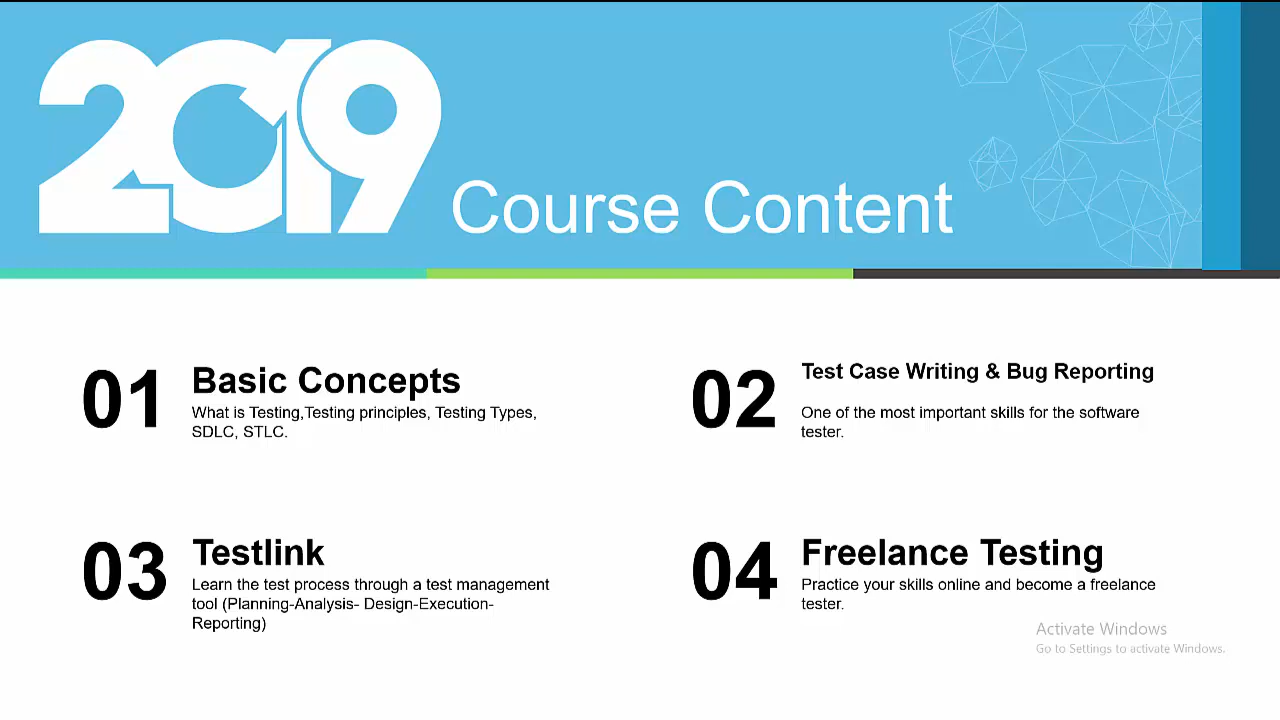 2019
Course Content
01
Basic Concepts
What is Testing,Testing principles, Testing Types,
SDLC, STLC.
02
Test Case Writing & Bug Reporting
One of the most important skills for the software
tester.
03
Testlink
Learn the test process through a test management
tool (Planning-Analysis- Design-Execution-
Reporting)
04
Freelance Testing
Practice your skills online and become a freelance
tester.
Activate Windows
Go to Settings to activate Windows.